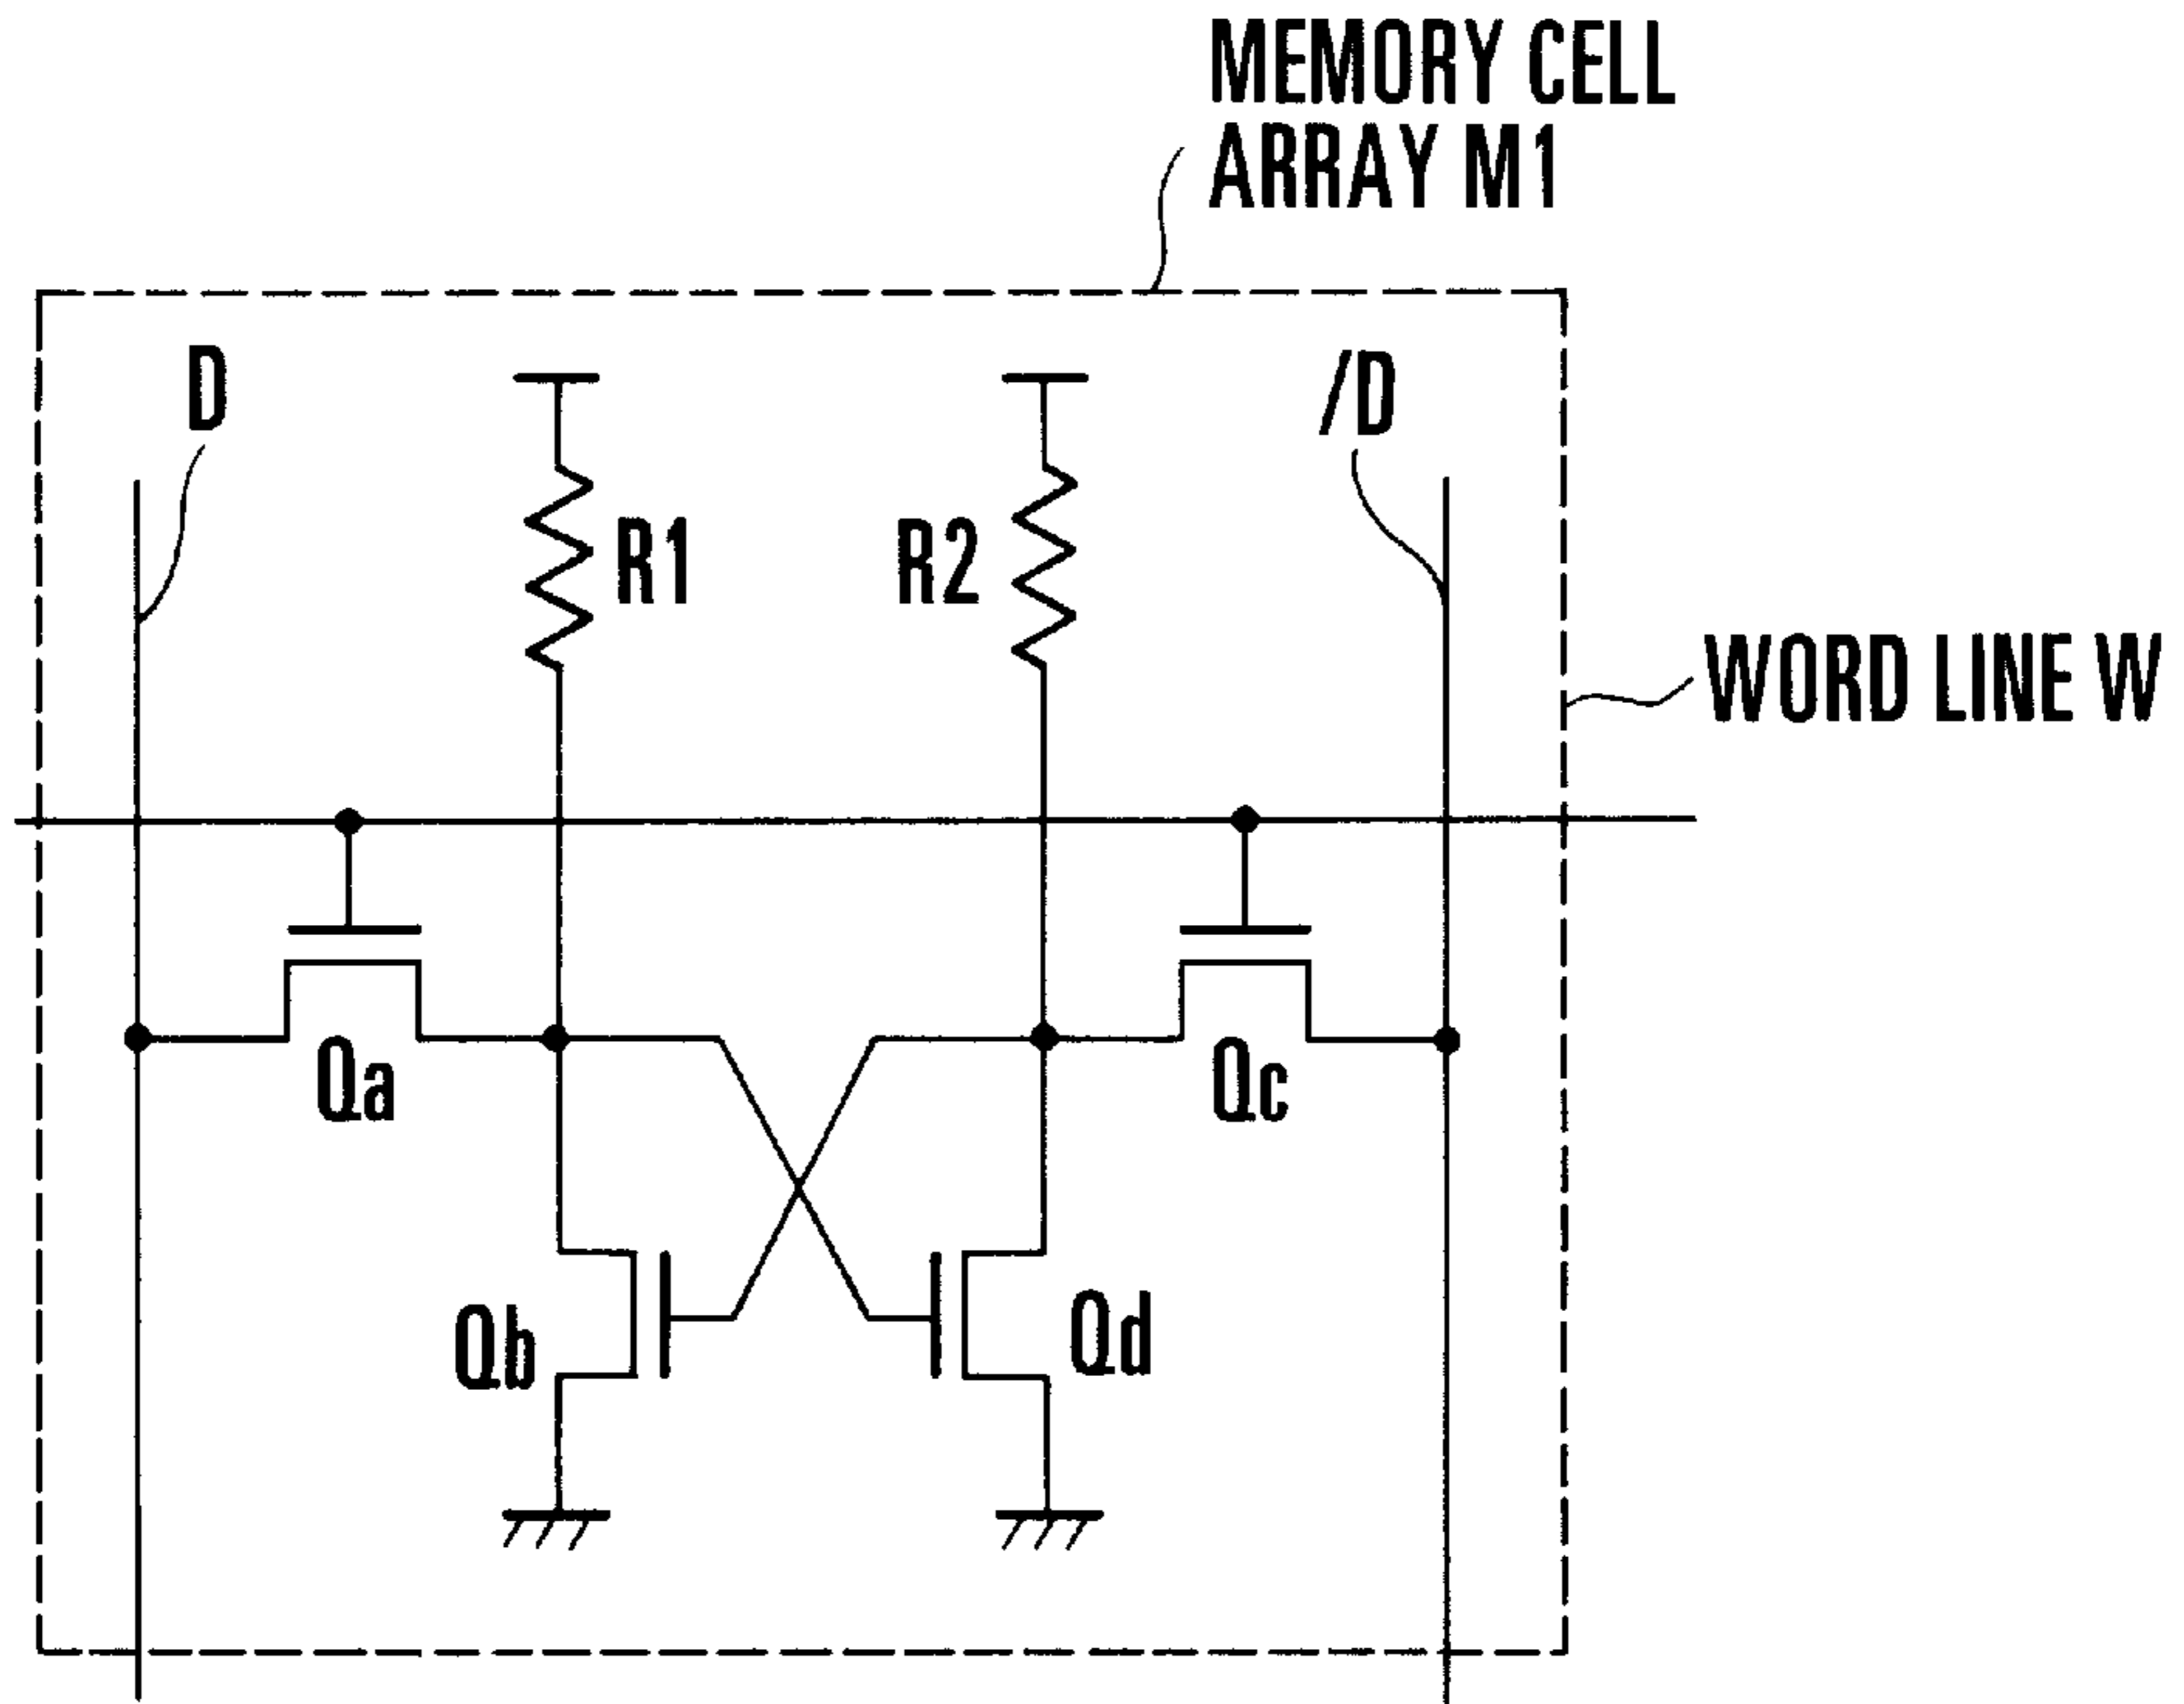 MEMORY CELL
ARRAY M1
D
/D
R1
R2
WORD LINE W
Qa
Qc
Qb
Qd